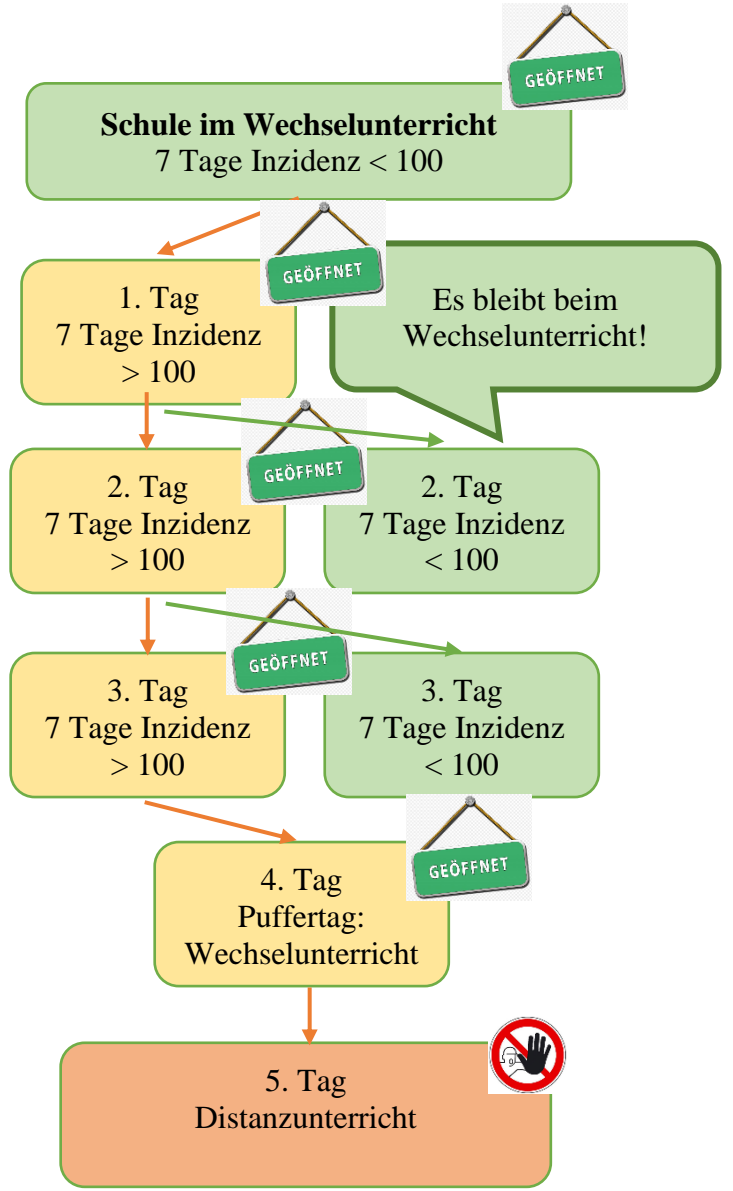 GEÖFFNET
Schule im Wechselunterricht
7 Tage Inzidenz < 100
GEÖFFNET
1. Tag
7 Tage Inzidenz
> 100
Es bleibt beim
Wechselunterricht!
GEÖFFNET
2. Tag
7 Tage Inzidenz
> 100
2. Tag
7 Tage Inzidenz
< 100
GEÖFFNET
3. Tag
7 Tage Inzidenz
> 100
3. Tag
7 Tage Inzidenz
< 100
GEÖFFNET
4. Tag
Puffertag:
Wechselunterricht
5. Tag
Distanzunterricht